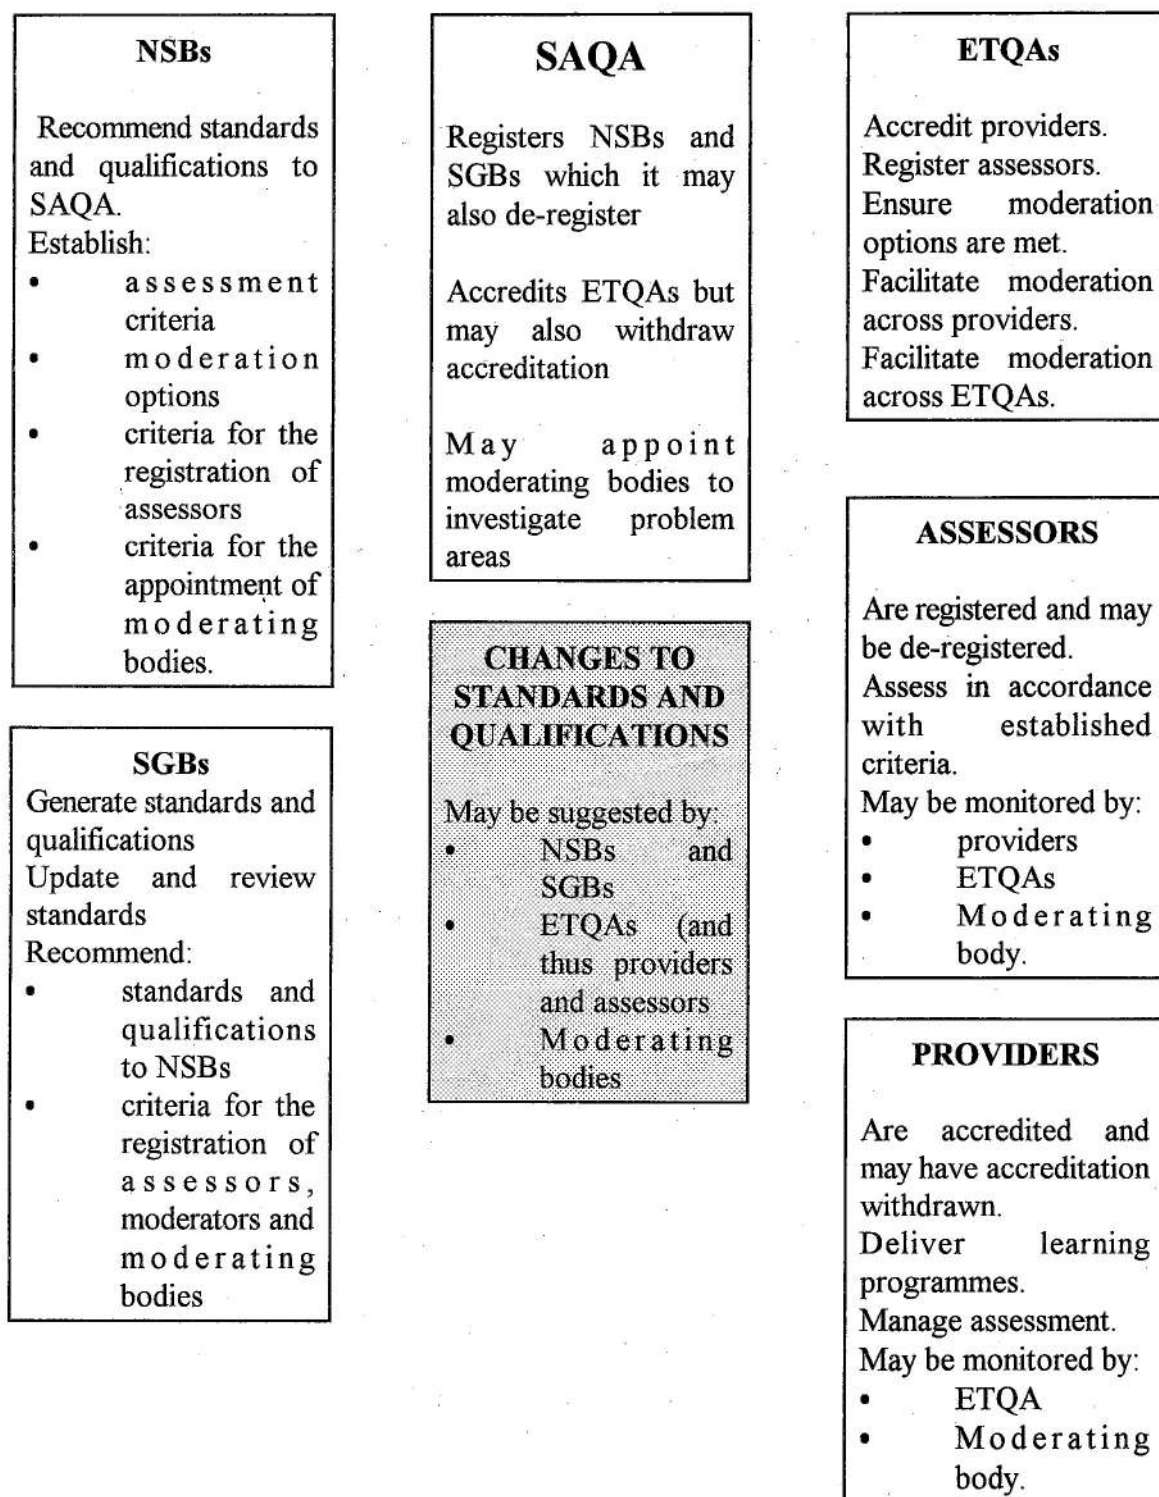 NSBs
Recommend standards
and qualifications to
SAQA.
Establish:
• assessment
criteria
• moderation
options
• criteria for the
registration of
assessors
• criteria for the
appointment of
moderating
bodies.
SGBs
Generate standards and
qualifications
Update and review
standards
Recommend:
• standards and
qualifications
to NSBs
• criteria for the
registration of
assessors,
moderators and
moderating
bodies
SAQA
Registers NSBs and
SGBs which it may
also de-register
Accredits ETQAs but
may also withdraw
accreditation
May appoint
moderating bodies to
investigate problem
areas
CHANGES TO
STANDARDS AND
QUALIFICATIONS
May be suggested by:
• NSBs and
SGBs
• ETQAs (and
thus providers
and assessors
• Moderating
bodies
ETQAs
Accredit providers.
Register assessors.
Ensure moderation
options are met.
Facilitate moderation
across providers.
Facilitate moderation
across ETQAs.
ASSESSORS
Are registered and may
be de-registered.
Assess in accordance
with established
criteria.
May be monitored by:
• providers
• ETQAs
• Moderating
body.
PROVIDERS
Are accredited and
may have accreditation
withdrawn.
Deliver learning
programmes.
Manage assessment.
May be monitored by:
• ETQA
• Moderating
body.